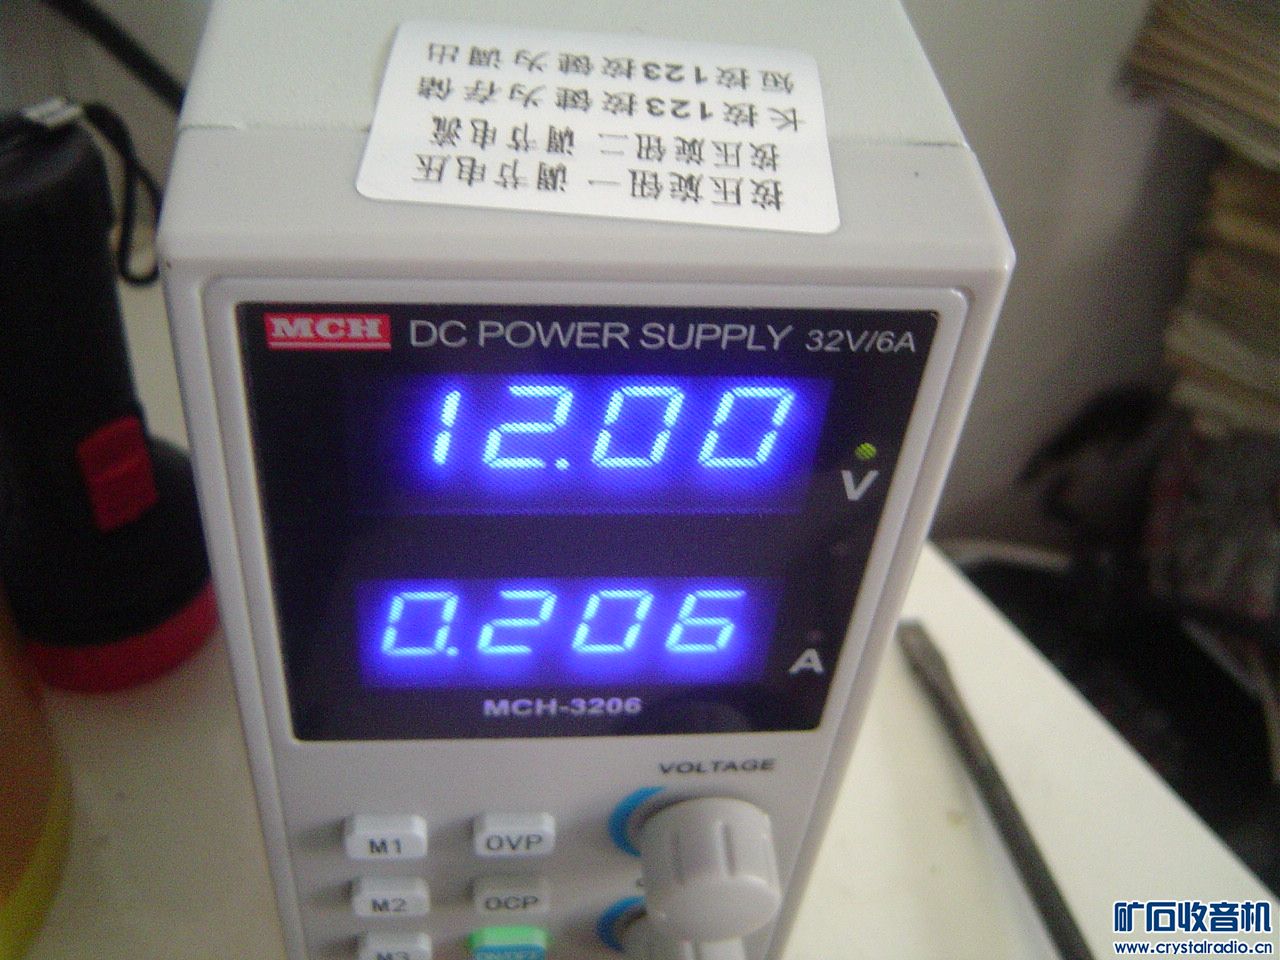 短按123按键为调出
长按123按键为存储
按压旋钮二 调节电流
按压旋钮一 调节电压
MCH DC POWER SUPPLY 32V/6A
12.00 V
0.206 A
MCH-3206
VOLTAGE
M1 OVP
M2 OCP
M3
矿石收音机
www.crystalradio.cn